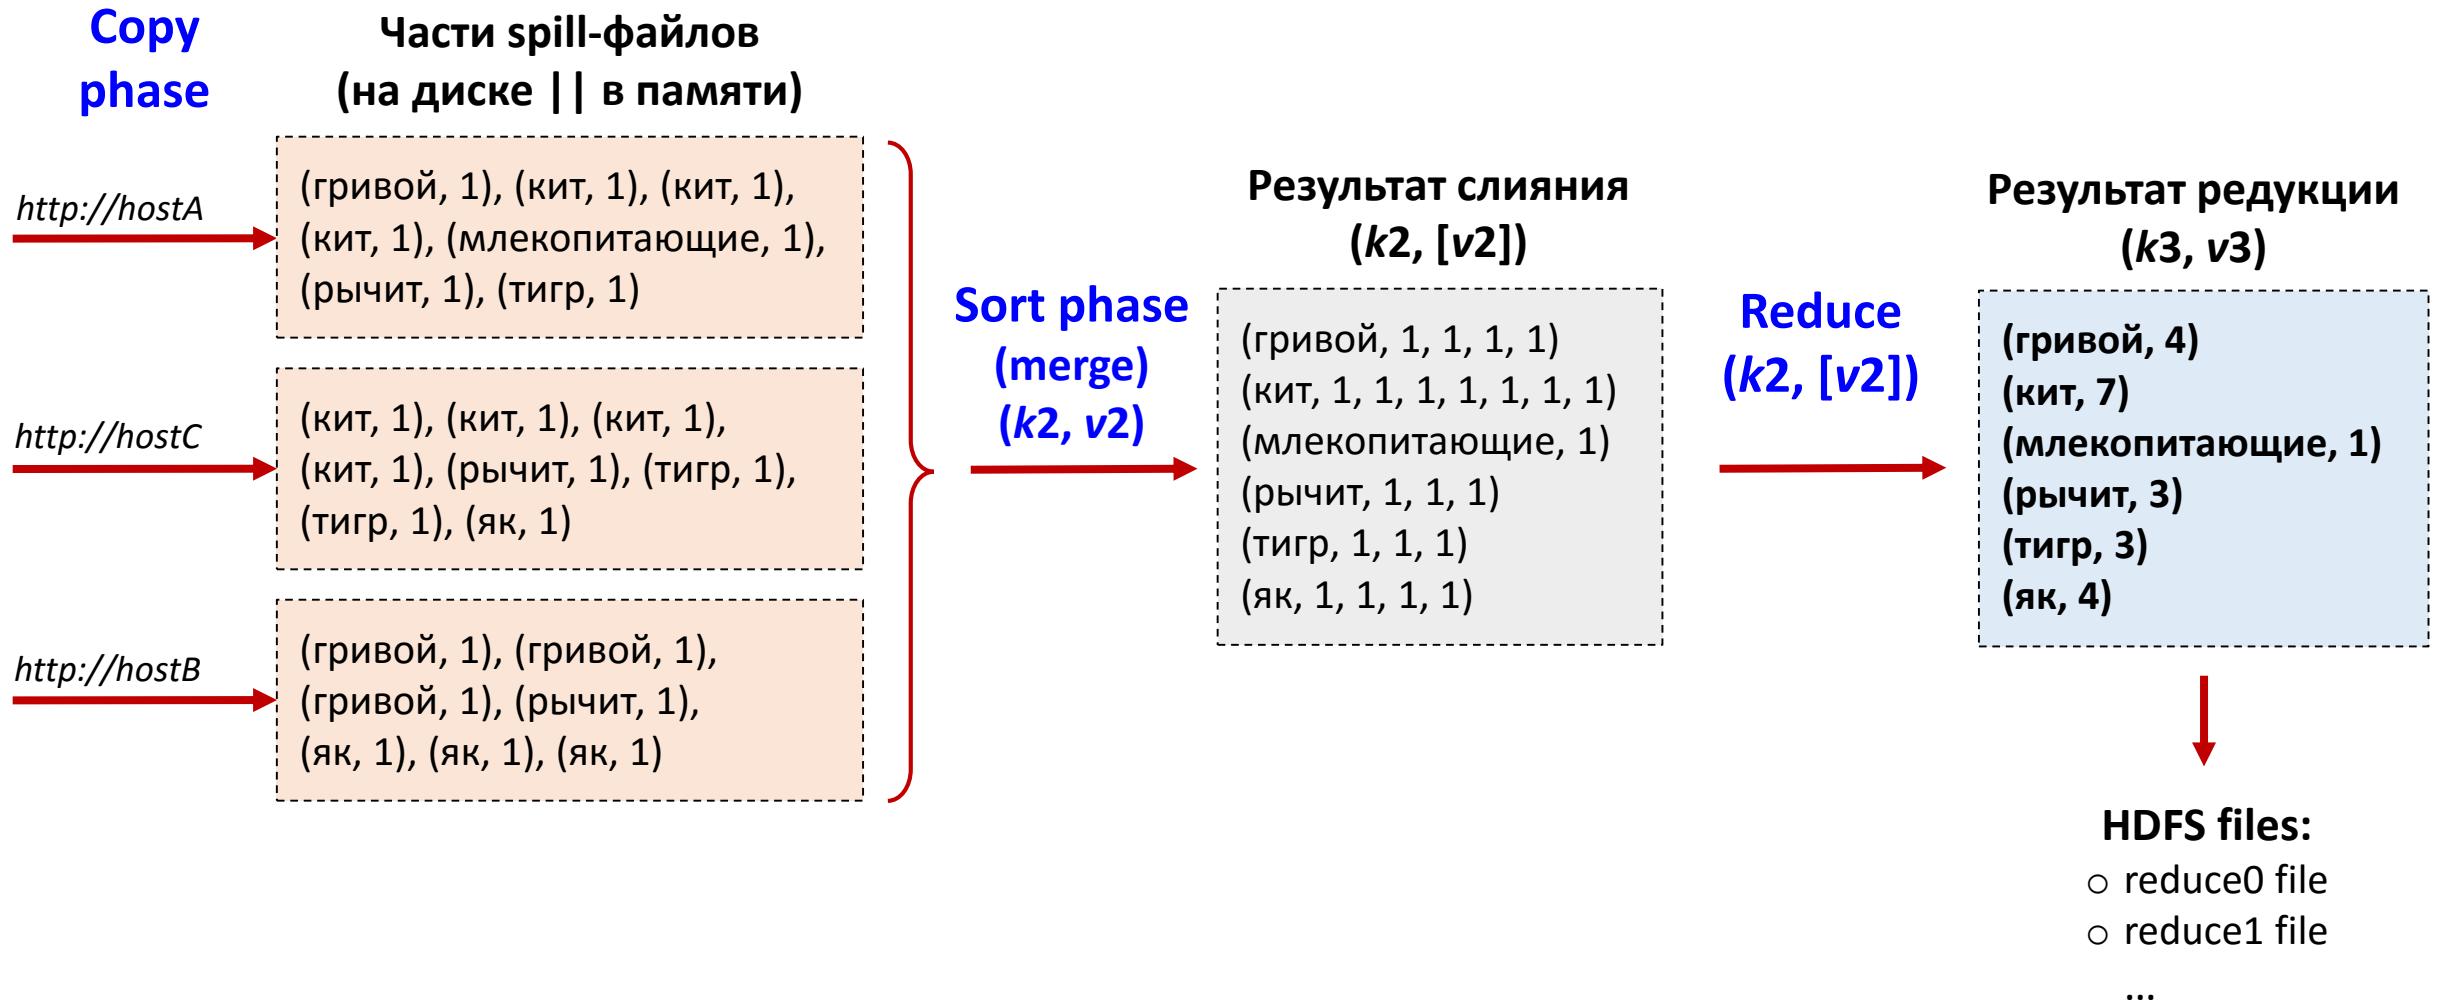 Copy
phase
Части spill-файлов
(на диске || в памяти)
http://hostA
(гривой, 1), (кит, 1), (кит, 1),
(кит, 1), (млекопитающие, 1),
(рычит, 1), (тигр, 1)
http://hostC
(кит, 1), (кит, 1), (кит, 1),
(кит, 1), (рычит, 1), (тигр, 1),
(тигр, 1), (як, 1)
http://hostB
(гривой, 1), (гривой, 1),
(гривой, 1), (рычит, 1),
(як, 1), (як, 1), (як, 1)
Sort phase
(merge)
(k2, v2)
Результат слияния
(k2, [v2])
(гривой, 1, 1, 1, 1)
(кит, 1, 1, 1, 1, 1, 1, 1)
(млекопитающие, 1)
(рычит, 1, 1, 1)
(тигр, 1, 1, 1)
(як, 1, 1, 1, 1)
Reduce
(k2, [v2])
Результат редукции
(k3, v3)
(гривой, 4)
(кит, 7)
(млекопитающие, 1)
(рычит, 3)
(тигр, 3)
(як, 4)
HDFS files:
○ reduce0 file
○ reduce1 file
...